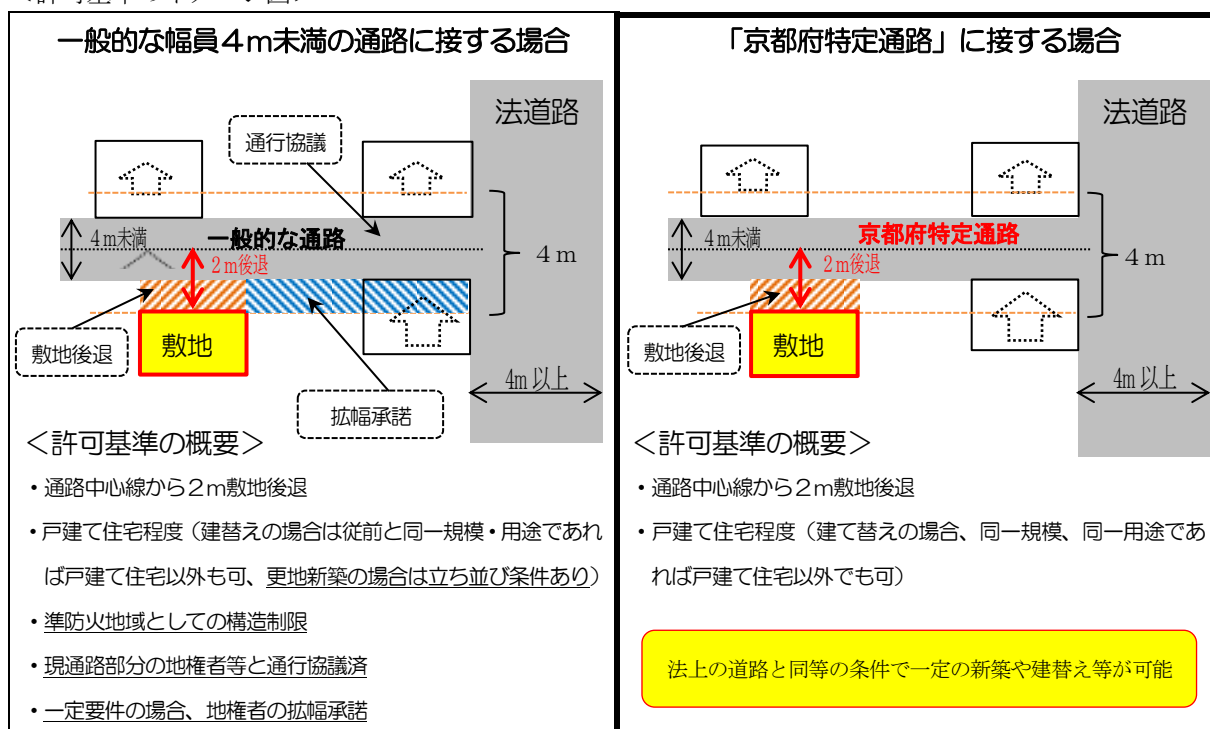 一般的な幅員４ｍ未満の通路に接する場合
法道路
通行協議
4ｍ未満
一般的な通路
2ｍ後退
４ｍ
敷地後退
敷地
拡幅承諾
4m以上
＜許可基準の概要＞
・通路中心線から２ｍ敷地後退
・戸建て住宅程度（建替えの場合は従前と同一規模・用途であれ
ば戸建て住宅以外も可、更地新築の場合は立ち並び条件あり）
・準防火地域としての構造制限
・現通路部分の地権者等と通行協議済
・一定要件の場合、地権者の拡幅承諾
「京都府特定通路」に接する場合
法道路
4ｍ未満
京都府特定通路
2ｍ後退
４ｍ
敷地後退
敷地
4m以上
＜許可基準の概要＞
・通路中心線から２ｍ敷地後退
・戸建て住宅程度（建て替えの場合、同一規模、同一用途であ
れば戸建て住宅以外でも可）
法上の道路と同等の条件で一定の新築や建替え等が可能